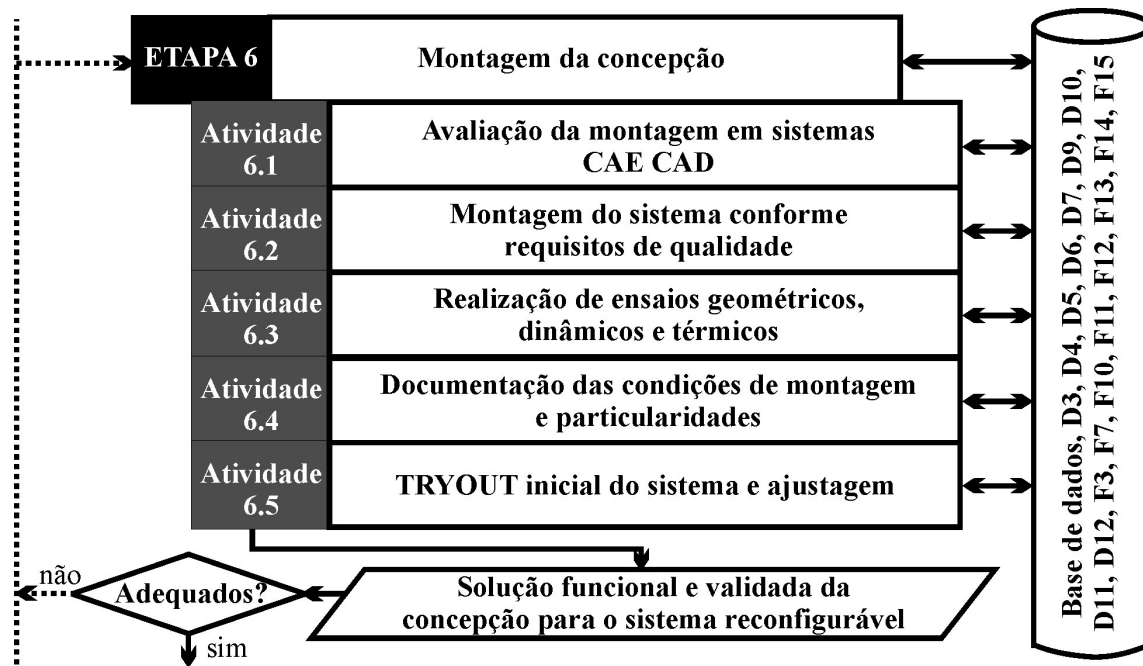 ETAPA 6
Montagem da concepção
Atividade
6.1
Avaliação da montagem em sistemas
CAE CAD
Atividade
6.2
Montagem do sistema conforme
requisitos de qualidade
Atividade
6.3
Realização de ensaios geométricos,
dinâmicos e térmicos
Atividade
6.4
Documentação das condições de montagem
e particularidades
Atividade
6.5
TRYOUT inicial do sistema e ajustagem
não
Adequados?
sim
Solução funcional e validada da
concepção para o sistema reconfigurável
Base de dados, D3, D4, D5, D6, D7, D9, D10,
D11, D12, F3, F7, F10, F11, F12, F13, F14, F15